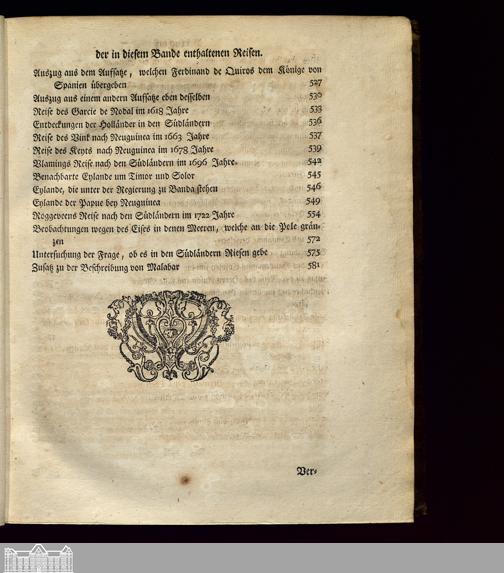 der in diesem Bande enthaltenen Reisen.
Auszug aus dem Aufsatze, welchen Ferdinand de Quiros dem Könige von
Spanien übergeben 527
Auszug aus einem andern Aufsatze eben desselben 530
Reise des Garcie de Nodal im 1618 Jahre 533
Entdeckungen der Holländer in den Südländern 536
Reise des Vink nach Neuguinea im 1663 Jahre 537
Reise des Keyts nach Neuguinea im 1678 Jahre 539
Vlamings Reise nach den Südländern im 1696 Jahre. 542
Benachbarte Eylande um Timor und Solor 545
Eylande, die unter der Regierung zu Banda stehen 546
Eylande der Papue bey Neuguinea 549
Roggewoens Reise nach den Südländern im 1722 Jahre 554
Beobachtungen wegen des Eises in denen Meeren, welche an die Pole grän-
zen 572
Untersuchung der Frage, ob es in den Südländern Riesen gebe 575
Zusatz zu der Beschreibung von Malabar 581
Ver-